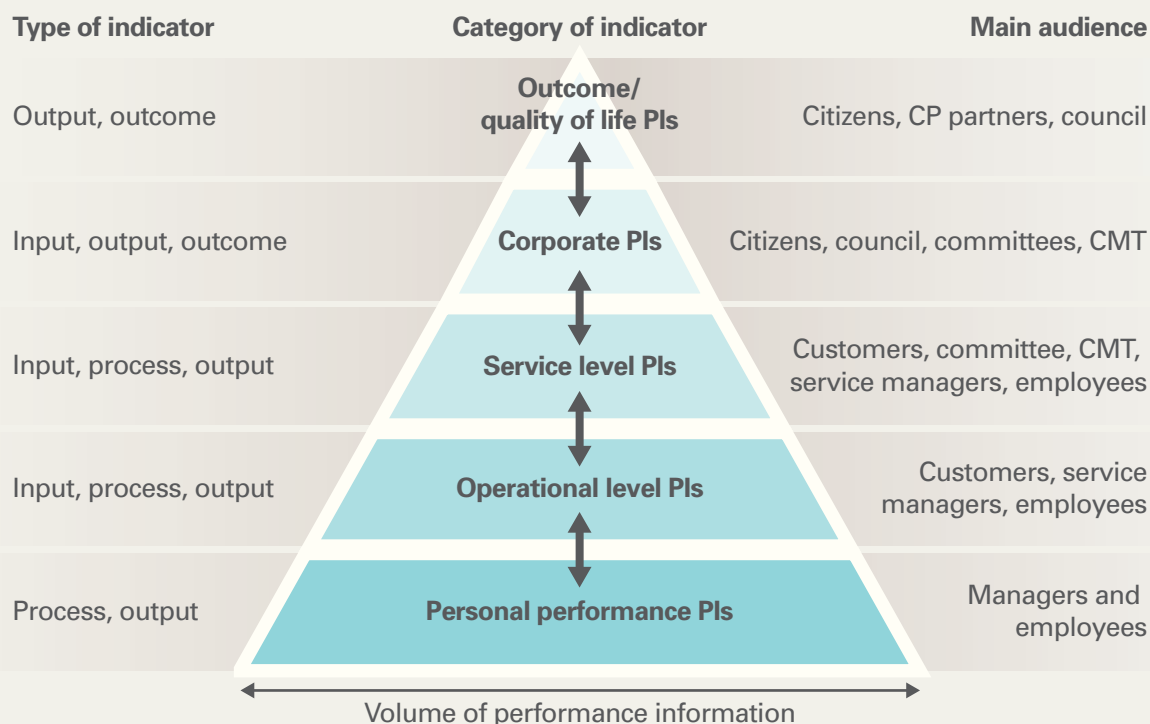 Type of indicator
Category of indicator
Main audience
Output, outcome
Outcome/
quality of life PIs
Citizens, CP partners, council
Input, output, outcome
Corporate PIs
Citizens, council, committees, CMT
Input, process, output
Service level PIs
Customers, committee, CMT,
service managers, employees
Input, process, output
Operational level PIs
Customers, service
managers, employees
Process, output
Personal performance PIs
Managers and
employees
Volume of performance information